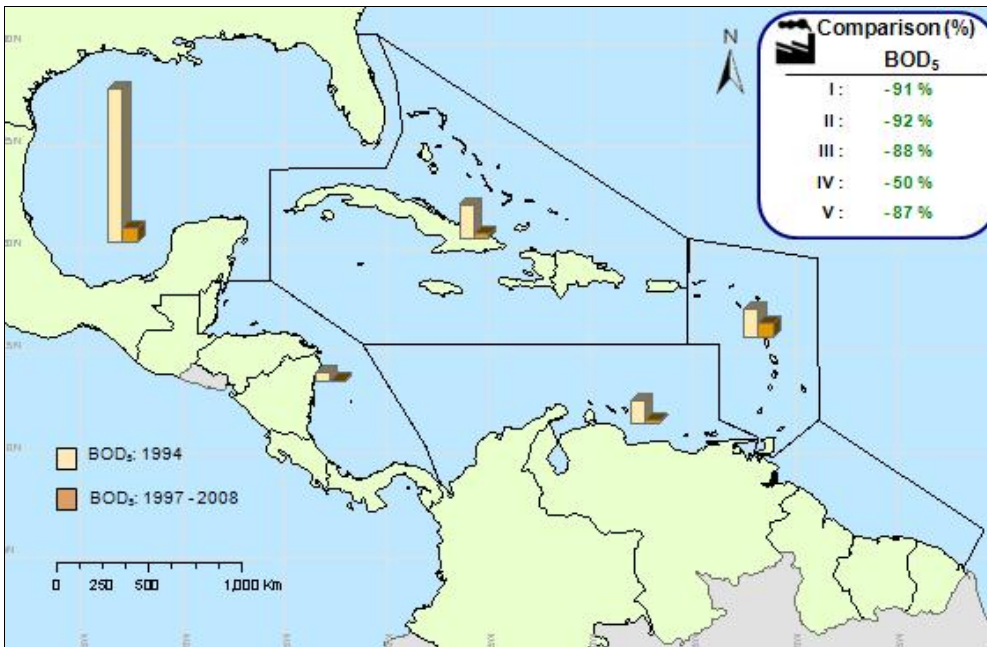 Comparison (%)
BOD₅
I : -91 %
II : -92 %
III : -88 %
IV : -50 %
V : -87 %
N
BOD₅: 1994
BOD₅: 1997 - 2008
0 250 500 1,000 Km